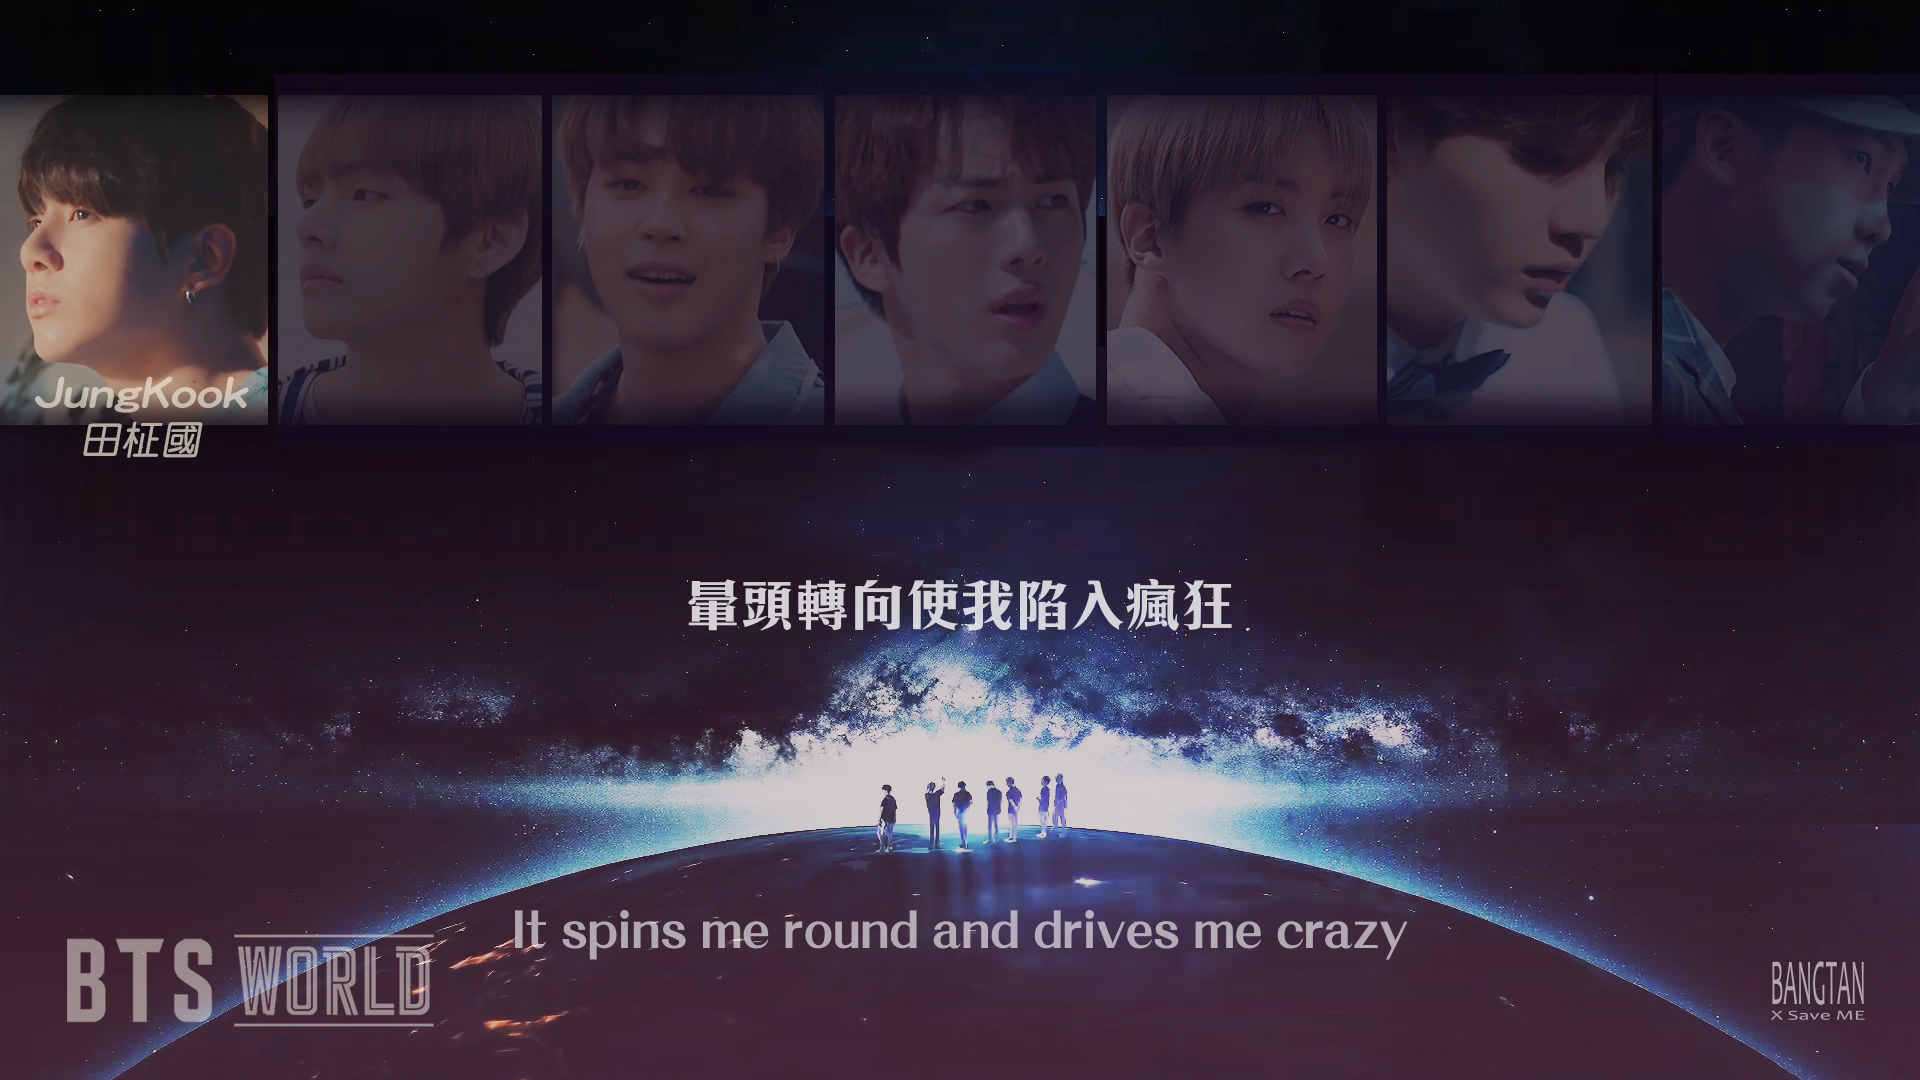 JungKook
田柾國
暈頭轉向使我陷入瘋狂
It spins me round and drives me crazy
BTS WORLD
BANGTAN
X Save ME